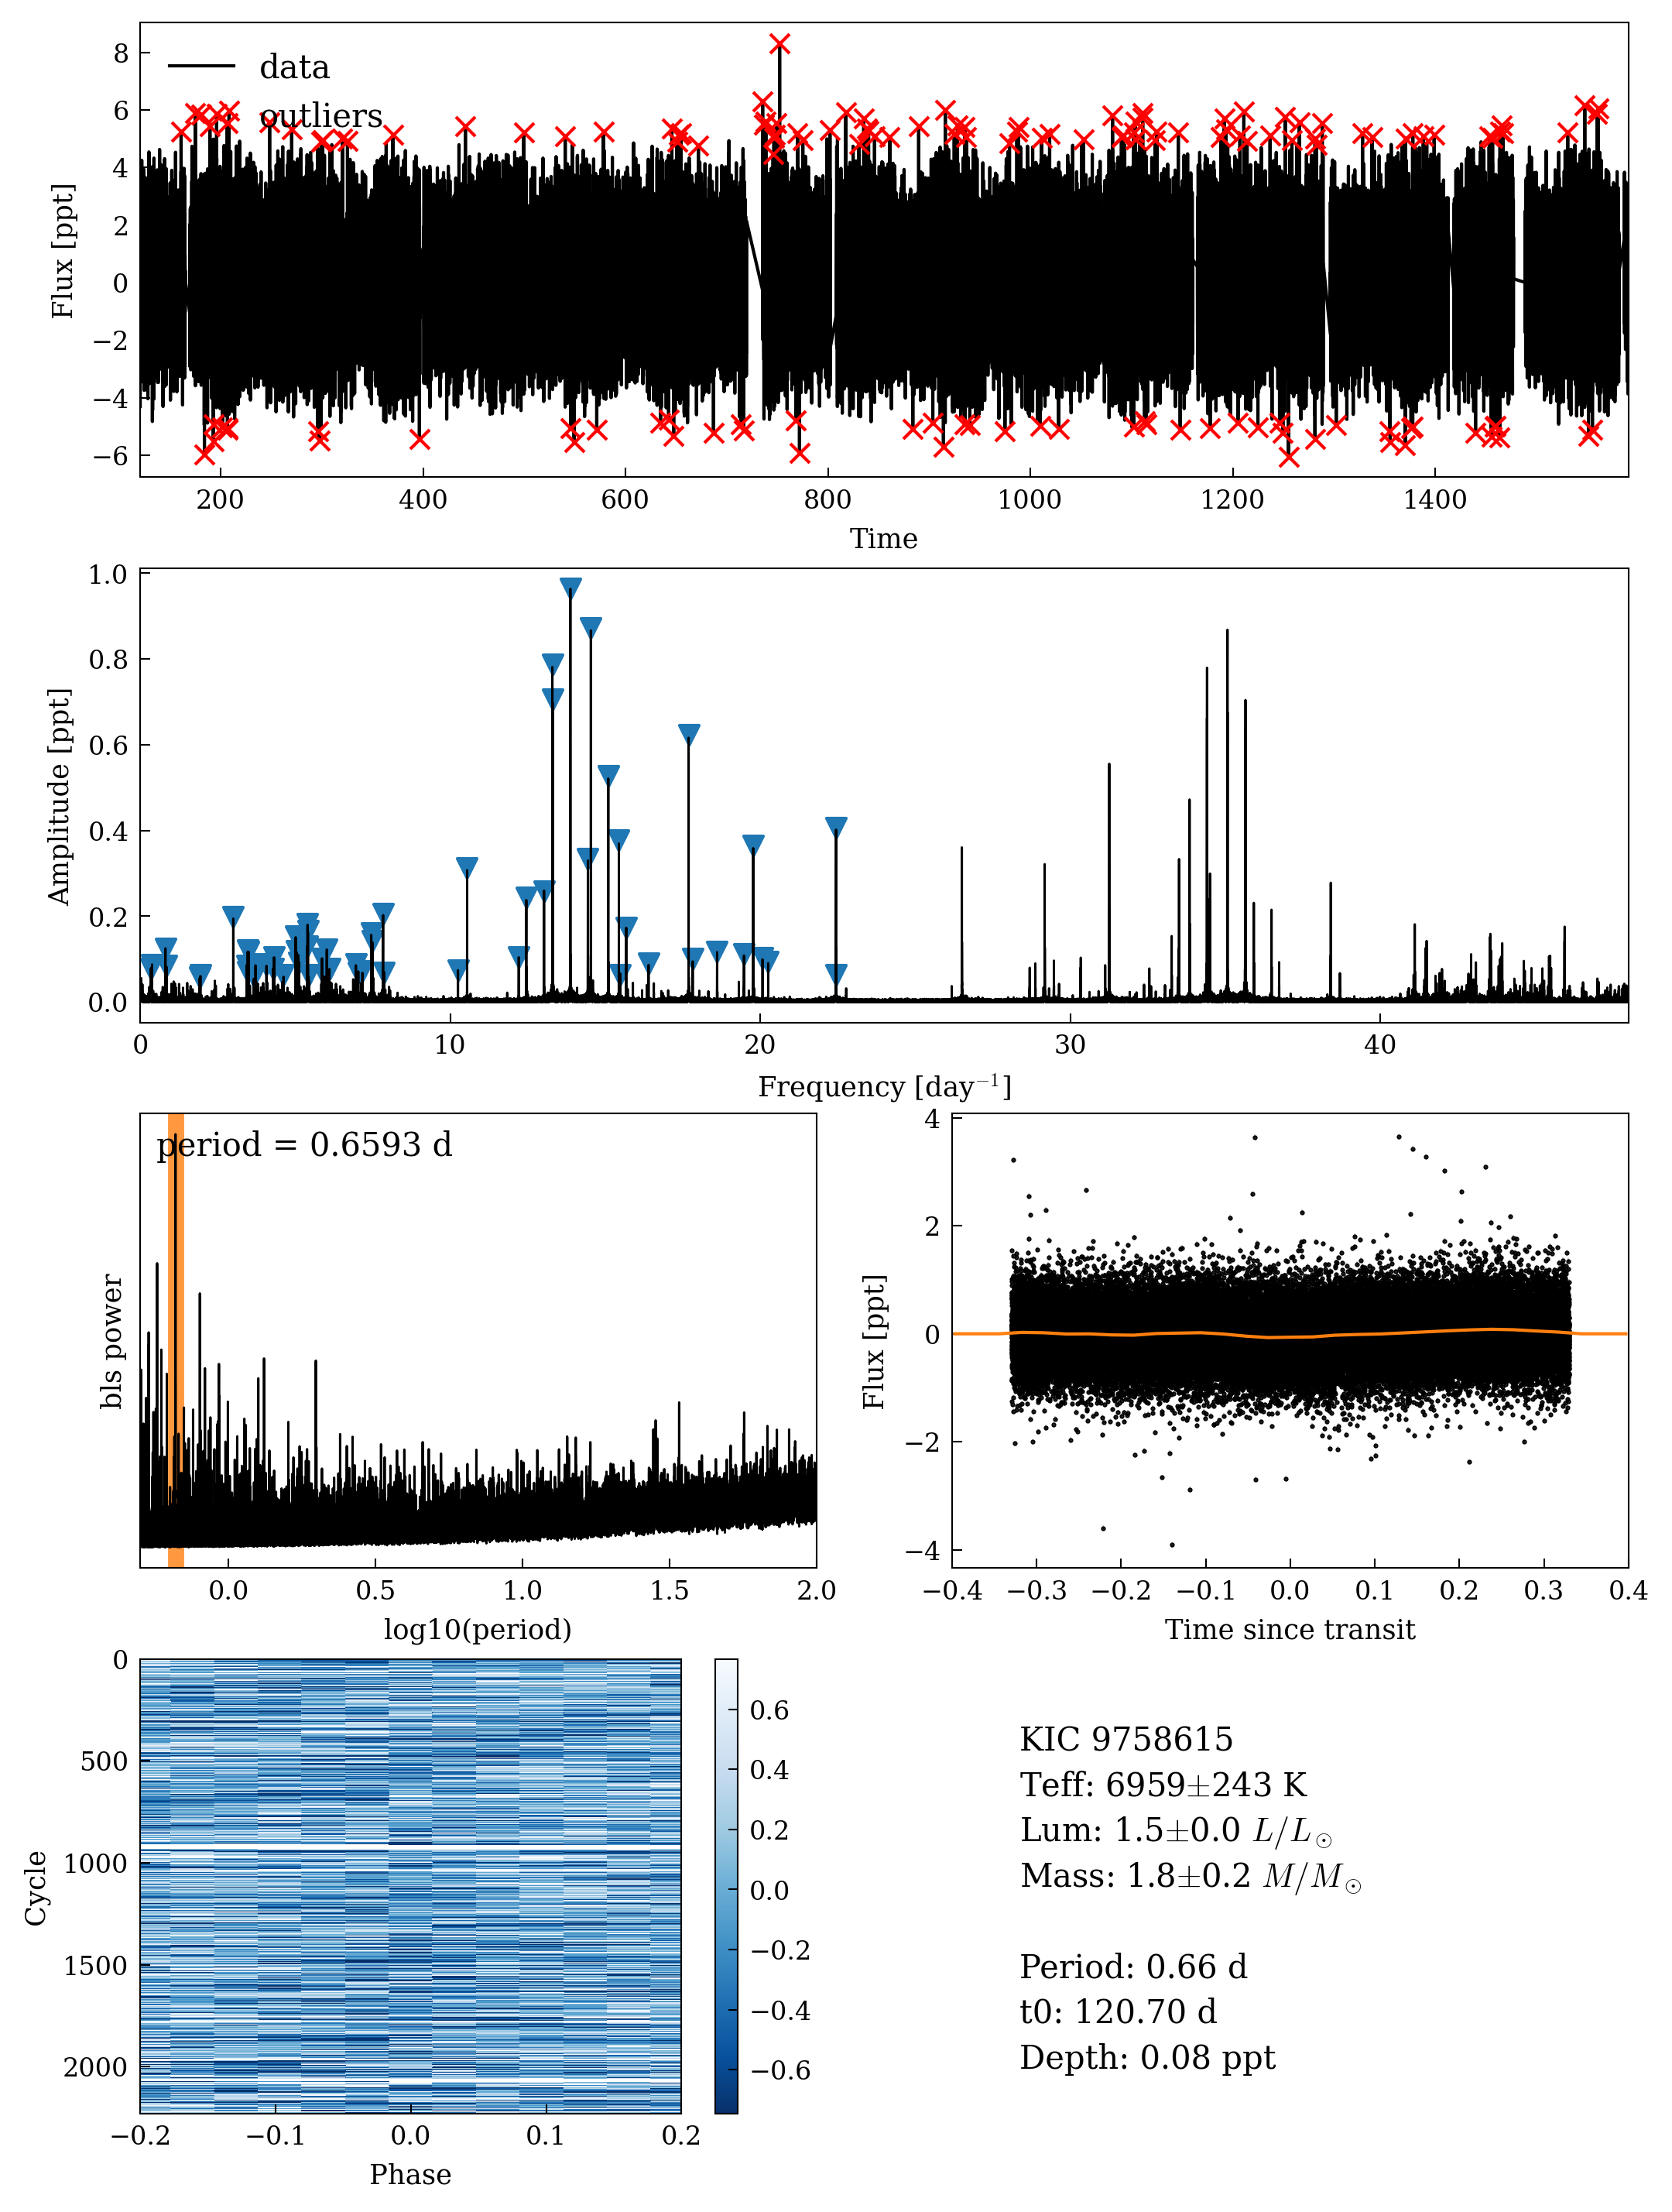 8
6
4
2
0
−2
−4
−6
Flux [ppt]
data
outliers
200 400 600 800 1000 1200 1400
Time
1.0
0.8
0.6
0.4
0.2
0.0
Amplitude [ppt]
0 10 20 30 40
Frequency [day⁻¹]
bls power
period = 0.6593 d
0.0 0.5 1.0 1.5 2.0
log10(period)
4
2
0
−2
−4
Flux [ppt]
−0.4 −0.3 −0.2 −0.1 0.0 0.1 0.2 0.3 0.4
Time since transit
0
500
1000
1500
2000
Cycle
−0.2 −0.1 0.0 0.1 0.2
Phase
0.6
0.4
0.2
0.0
−0.2
−0.4
−0.6
KIC 9758615
Teff: 6959±243 K
Lum: 1.5±0.0 L/L☉
Mass: 1.8±0.2 M/M☉
Period: 0.66 d
t0: 120.70 d
Depth: 0.08 ppt